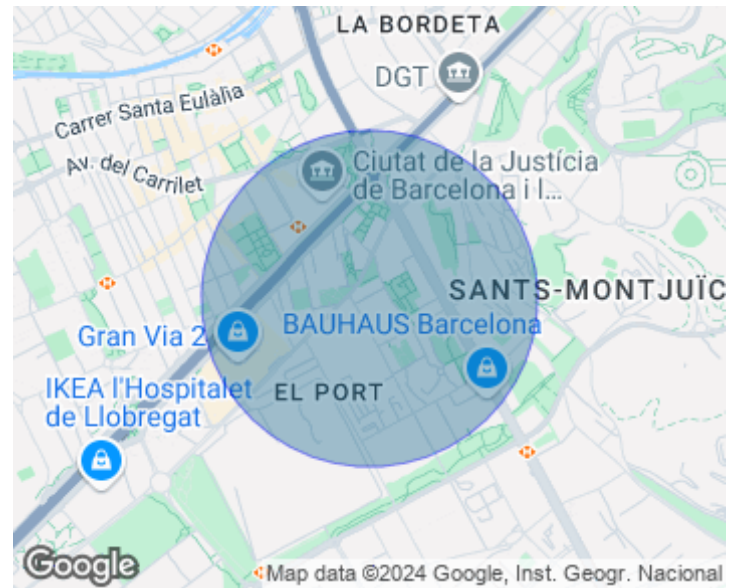 LA BORDETA
DGT
Carrer Santa Eulàlia
Av. del Carrilet
Ciutat de la Justícia
de Barcelona i l...
SANTS-MONTJUÏC
Gran Via 2
BAUHAUS Barcelona
IKEA l'Hospitalet
de Llobregat
EL PORT
Google
Map data ©2024 Google, Inst. Geogr. Nacional